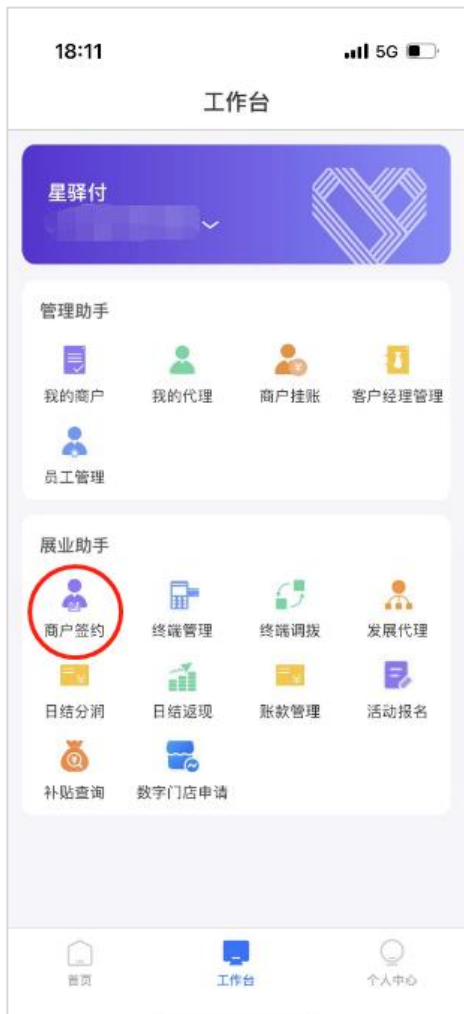 18:11 5G
工作台
星驿付
管理助手
我的商户 我的代理 商户挂账 客户经理管理
员工管理
展业助手
商户签约 终端管理 终端调拨 发展代理
日结分润 日结返现 账款管理 活动报名
补贴查询 数字门店申请
首页 工作台 个人中心